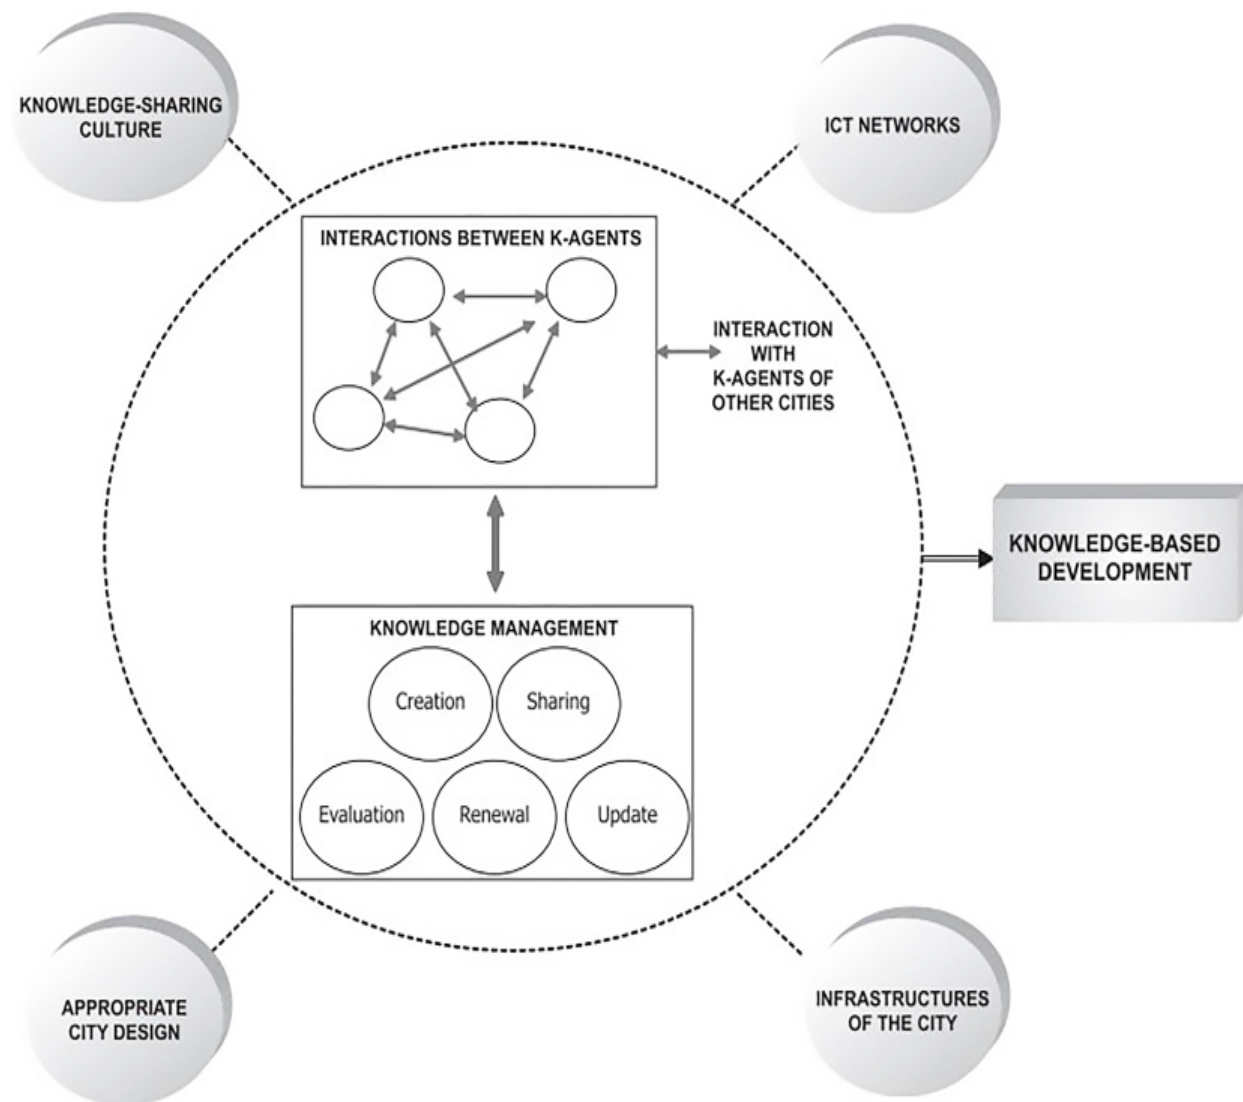 KNOWLEDGE-SHARING
CULTURE
ICT NETWORKS
INTERACTIONS BETWEEN K-AGENTS
INTERACTION
WITH
K-AGENTS OF
OTHER CITIES
KNOWLEDGE-BASED
DEVELOPMENT
KNOWLEDGE MANAGEMENT
Creation
Sharing
Evaluation
Renewal
Update
APPROPRIATE
CITY DESIGN
INFRASTRUCTURES
OF THE CITY